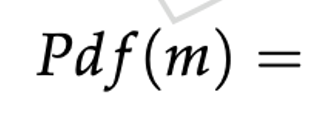 Pdf(m) =